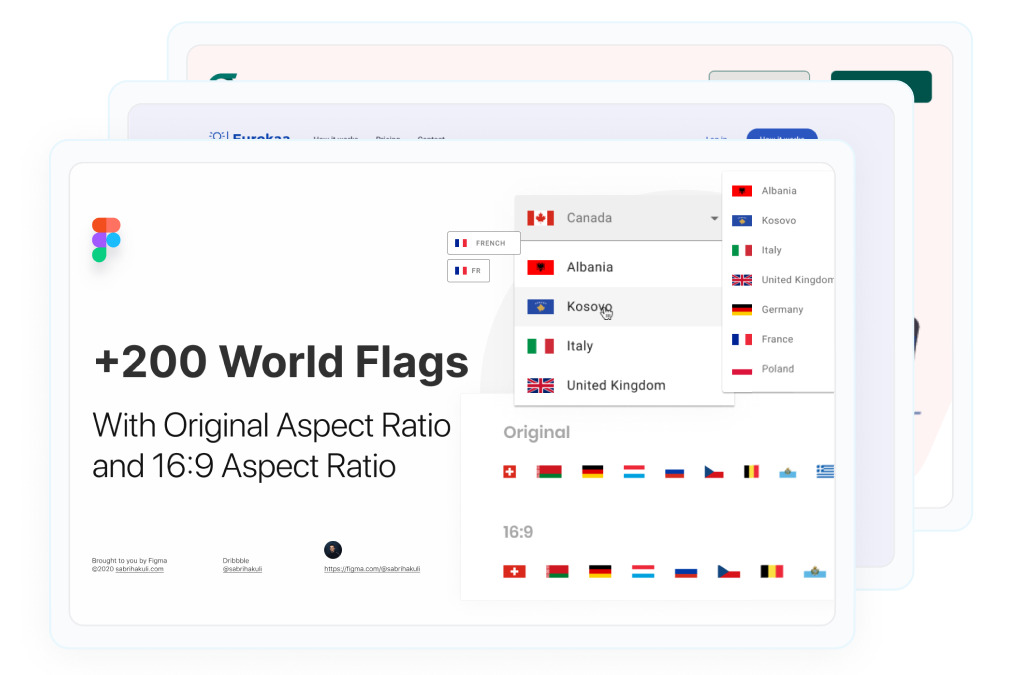 Eurekaa How it works Pricing Contact Log in How it works
Canada
FRENCH
FR
Albania
Kosovo
Italy
United Kingdom
Albania
Kosovo
Italy
United Kingdom
Germany
France
Poland
+200 World Flags
With Original Aspect Ratio
and 16:9 Aspect Ratio
Original
16:9
Brought to you by Figma
©2020 sabrihakuli.com
Dribbble
@sabrihakuli
https://figma.com/@sabrihakuli